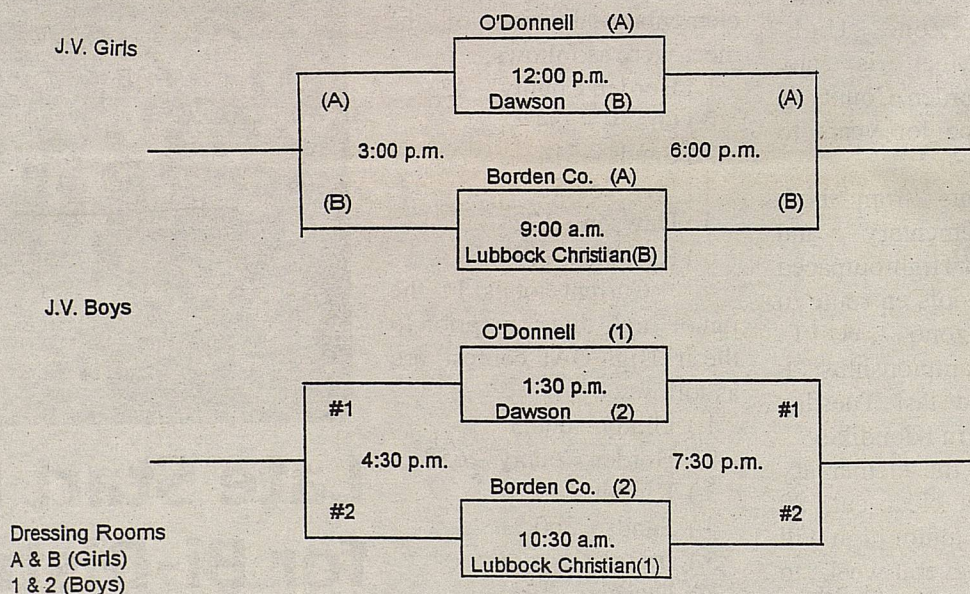 O'Donnell (A)
J.V. Girls
12:00 p.m.
Dawson (B)
(A)
(A)
3:00 p.m.
6:00 p.m.
Borden Co. (A)
(B)
(B)
9:00 a.m.
Lubbock Christian(B)
J.V. Boys
O'Donnell (1)
1:30 p.m.
Dawson (2)
#1
#1
4:30 p.m.
7:30 p.m.
Borden Co. (2)
#2
#2
10:30 a.m.
Lubbock Christian(1)
Dressing Rooms
A & B (Girls)
1 & 2 (Boys)